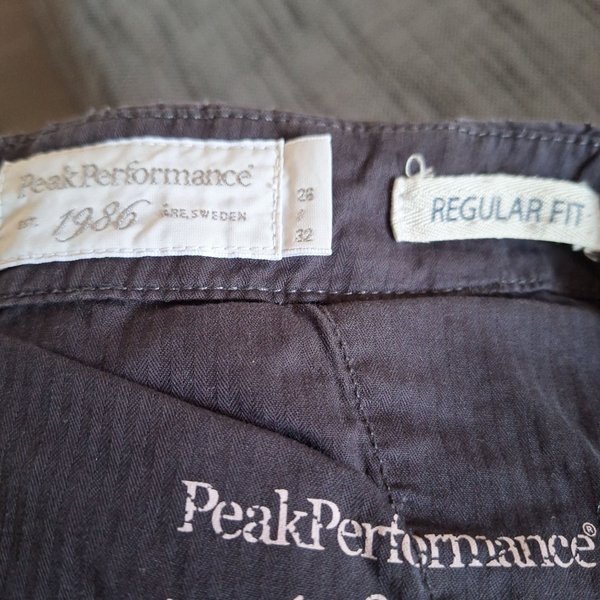 PeakPerformance®
EST. 1986 ÅRE, SWEDEN
26
/
32
REGULAR FIT
PeakPerformance®